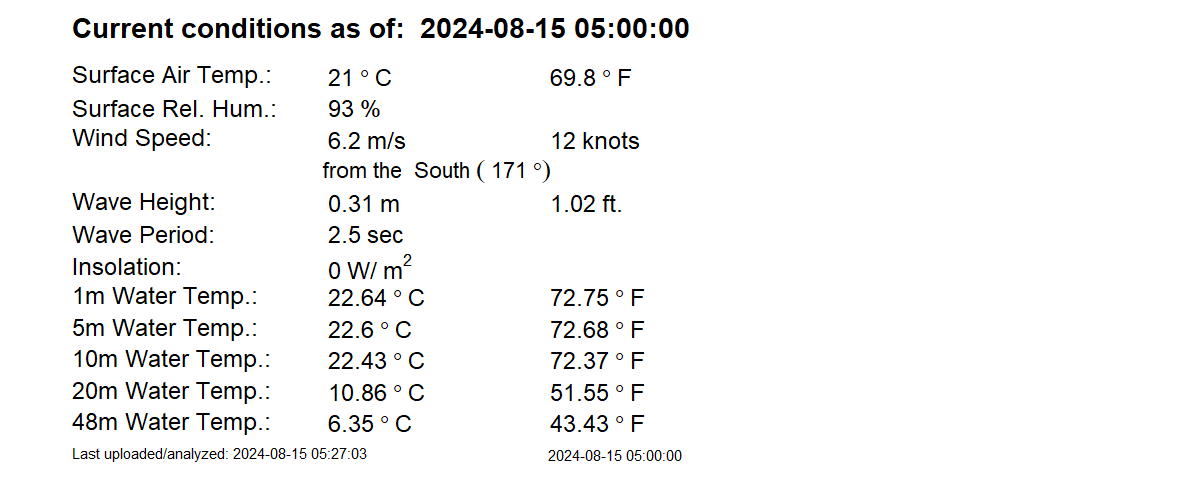 Current conditions as of: 2024-08-15 05:00:00
Surface Air Temp.: 21 ° C 69.8 ° F
Surface Rel. Hum.: 93 %
Wind Speed: 6.2 m/s 12 knots
from the South ( 171 °)
Wave Height: 0.31 m 1.02 ft.
Wave Period: 2.5 sec
Insolation: 0 W/ m²
1m Water Temp.: 22.64 ° C 72.75 ° F
5m Water Temp.: 22.6 ° C 72.68 ° F
10m Water Temp.: 22.43 ° C 72.37 ° F
20m Water Temp.: 10.86 ° C 51.55 ° F
48m Water Temp.: 6.35 ° C 43.43 ° F
Last uploaded/analyzed: 2024-08-15 05:27:03 2024-08-15 05:00:00